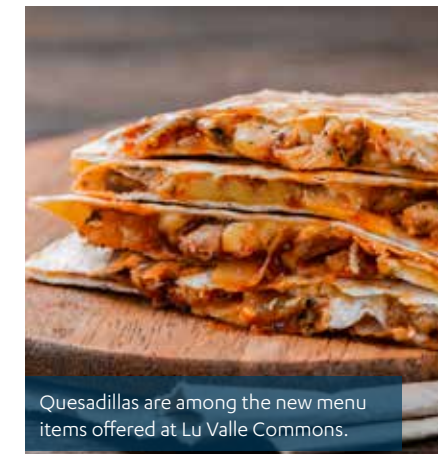 Quesadillas are among the new menu
items offered at Lu Valle Commons.